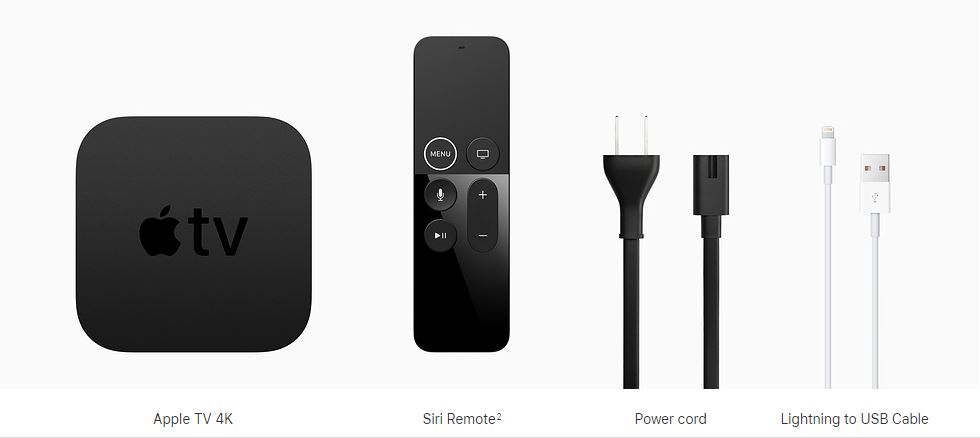 tv
MENU
+
−
Apple TV 4K
Siri Remote²
Power cord
Lightning to USB Cable